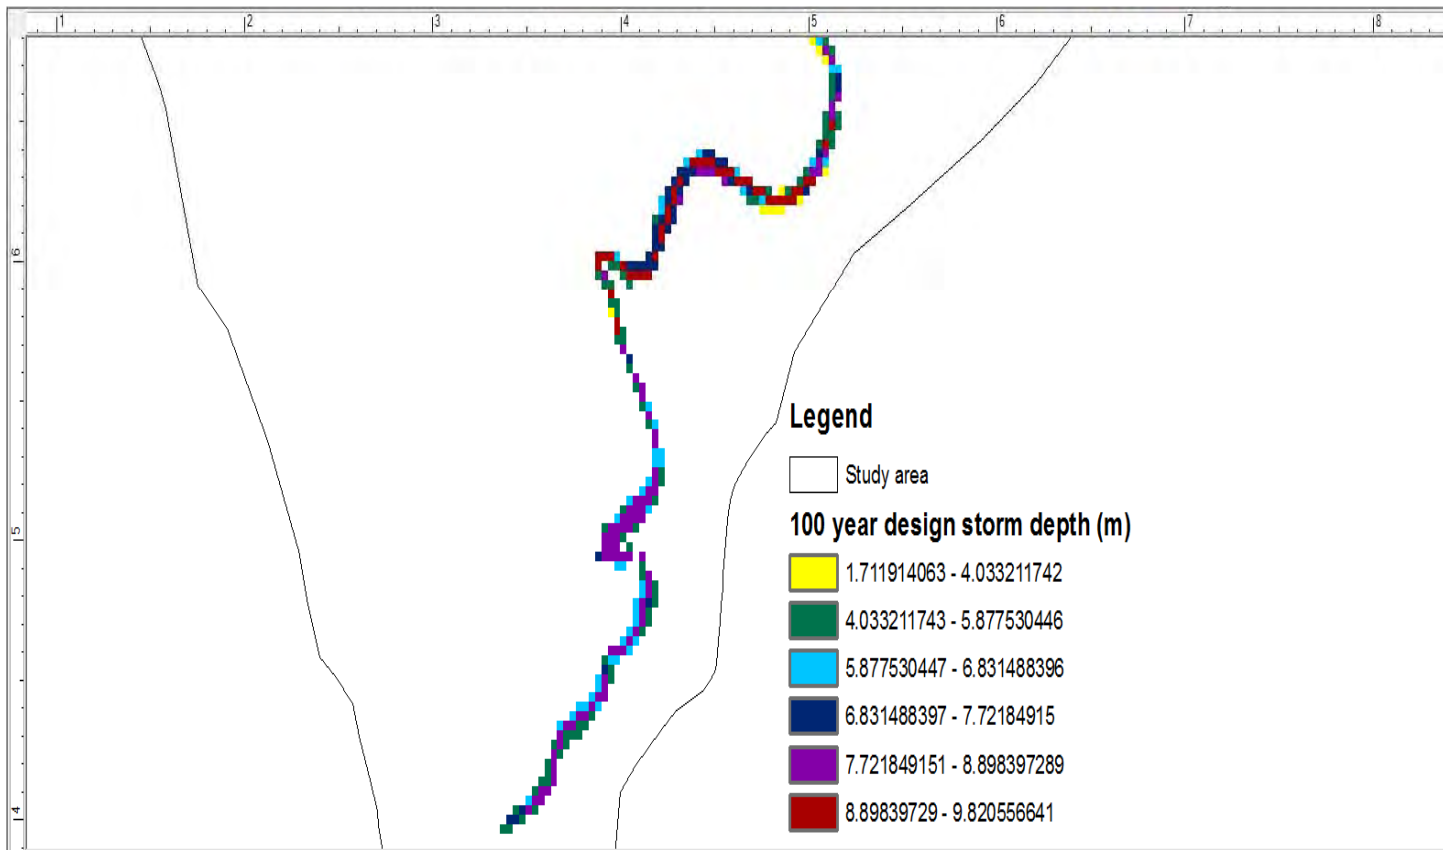 1 2 3 4 5 6 7 8
6
5
4
Legend
Study area
100 year design storm depth (m)
1.711914063 - 4.033211742
4.033211743 - 5.877530446
5.877530447 - 6.831488396
6.831488397 - 7.72184915
7.721849151 - 8.898397289
8.89839729 - 9.820556641